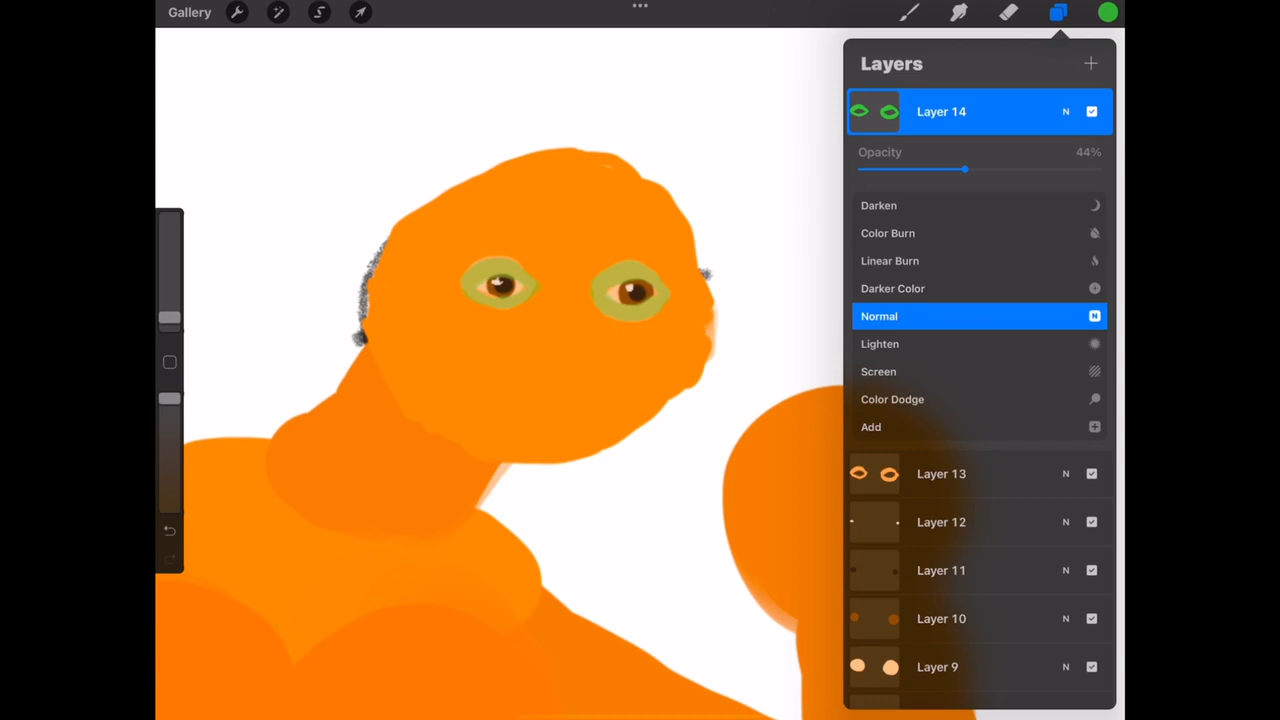 Gallery
Layers
Layer 14 N
Opacity 44%
Darken
Color Burn
Linear Burn
Darker Color
Normal N
Lighten
Screen
Color Dodge
Add
Layer 13 N
Layer 12 N
Layer 11 N
Layer 10 N
Layer 9 N